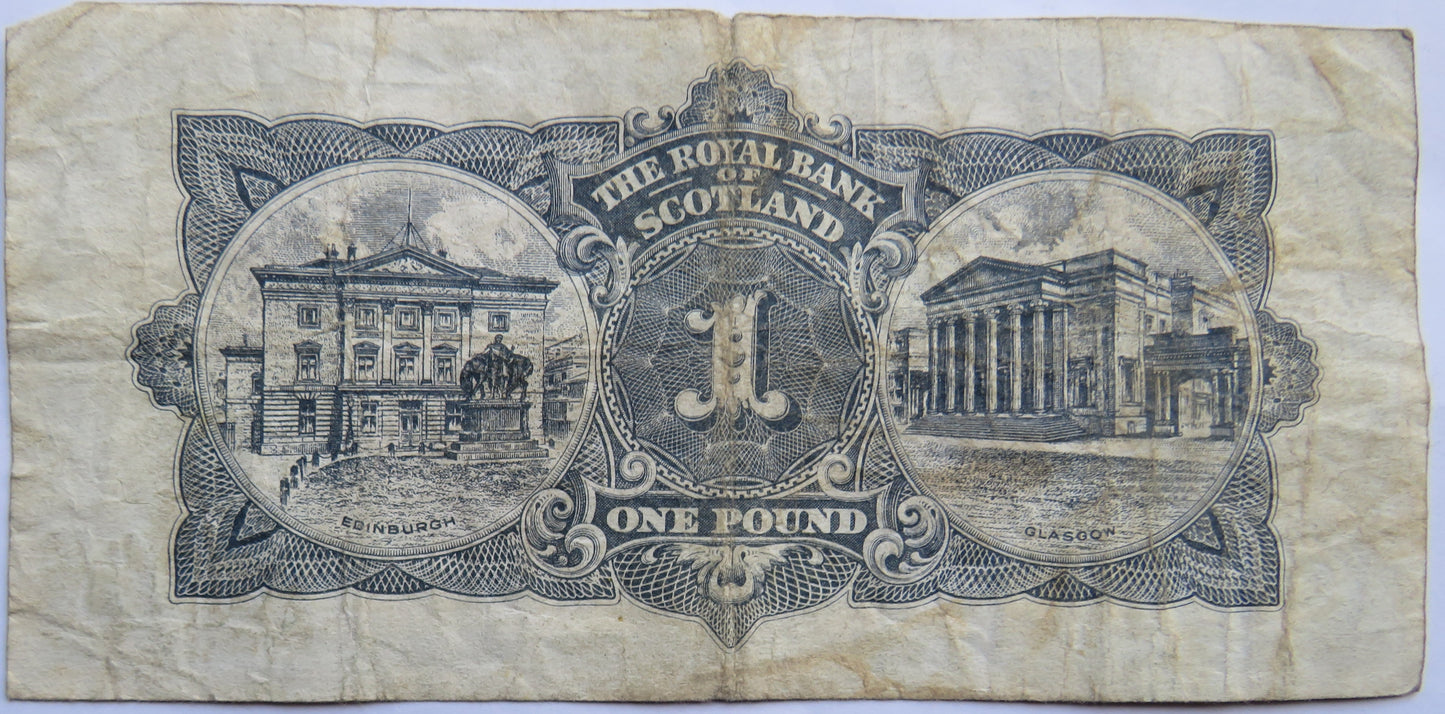 THE ROYAL BANK
OF
SCOTLAND
1
ONE POUND
EDINBURGH
GLASGOW